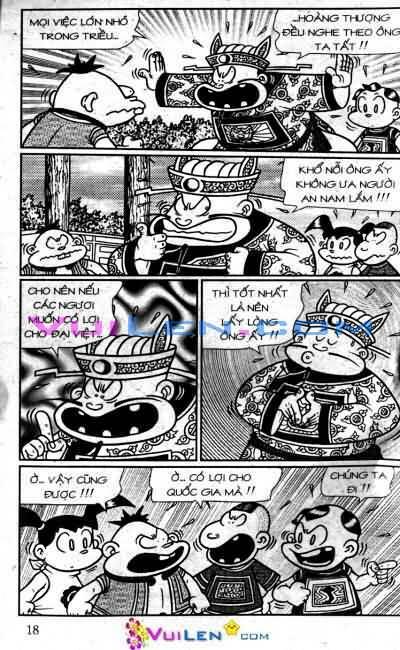 MỌI VIỆC LỚN NHỎ
TRONG TRIỀU...
...HOÀNG THƯỢNG
ĐỀU NGHE THEO ÔNG
TA TẤT !!
KHỔ NỖI ÔNG ẤY
KHÔNG ƯA NGƯỜI
AN NAM LẮM !!!
CHO NÊN NẾU
CÁC NGƯƠI
MUỐN CÓ LỢI
CHO ĐẠI VIỆT...
THÌ TỐT NHẤT
LÀ NÊN
LẤY LÒNG
ÔNG ẤY !!
VUILEN.COM
Ờ... VẬY CŨNG
ĐƯỢC !!!
Ờ... CÓ LỢI CHO
QUỐC GIA MÀ !
CHÚNG TA
ĐI !
18
VUILEN.COM